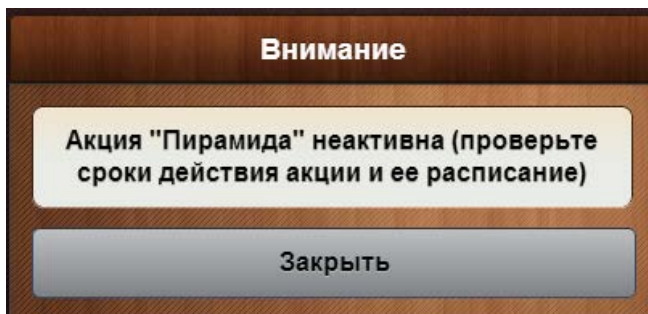 Внимание
Акция "Пирамида" неактивна (проверьте
сроки действия акции и ее расписание)
Закрыть